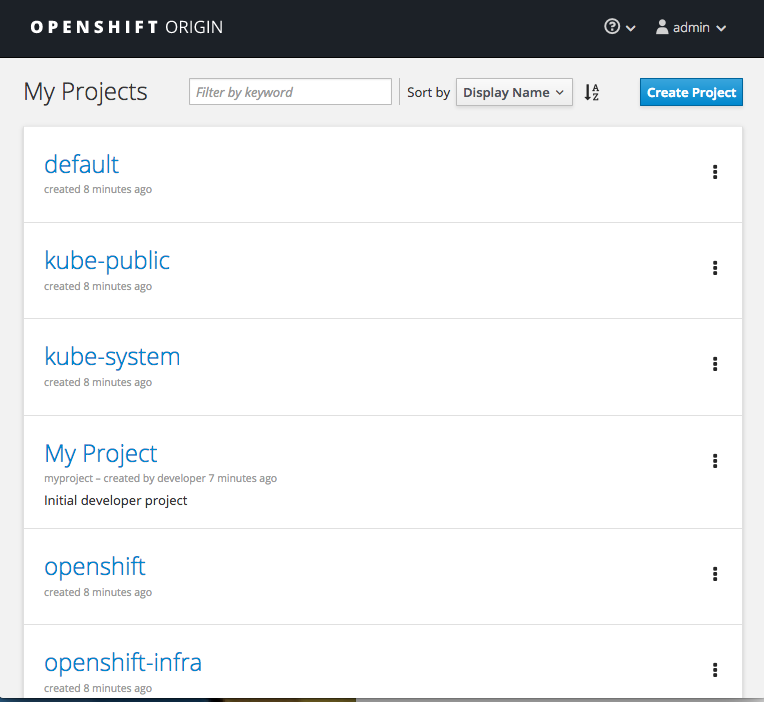 OPENSHIFT ORIGIN
admin
My Projects
Filter by keyword
Sort by
Display Name
Create Project
default
created 8 minutes ago
kube-public
created 8 minutes ago
kube-system
created 8 minutes ago
My Project
myproject – created by developer 7 minutes ago
Initial developer project
openshift
created 8 minutes ago
openshift-infra
created 8 minutes ago